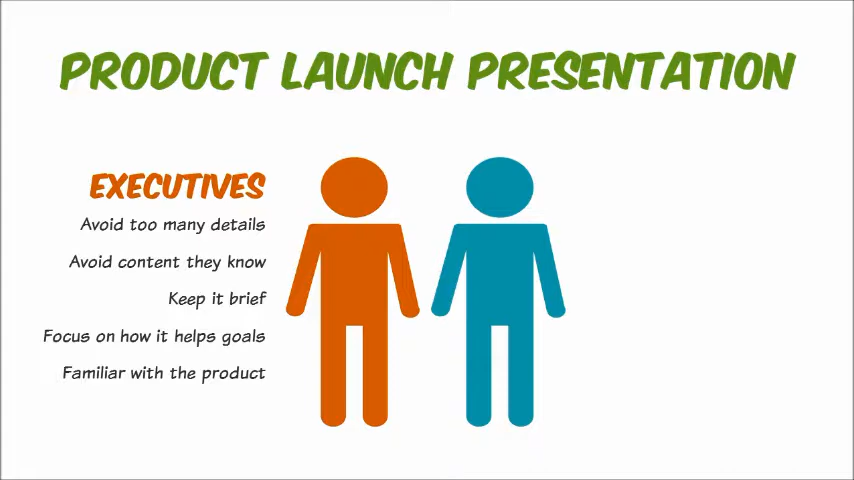 PRODUCT LAUNCH PRESENTATION
EXECUTIVES
Avoid too many details
Avoid content they know
Keep it brief
Focus on how it helps goals
Familiar with the product